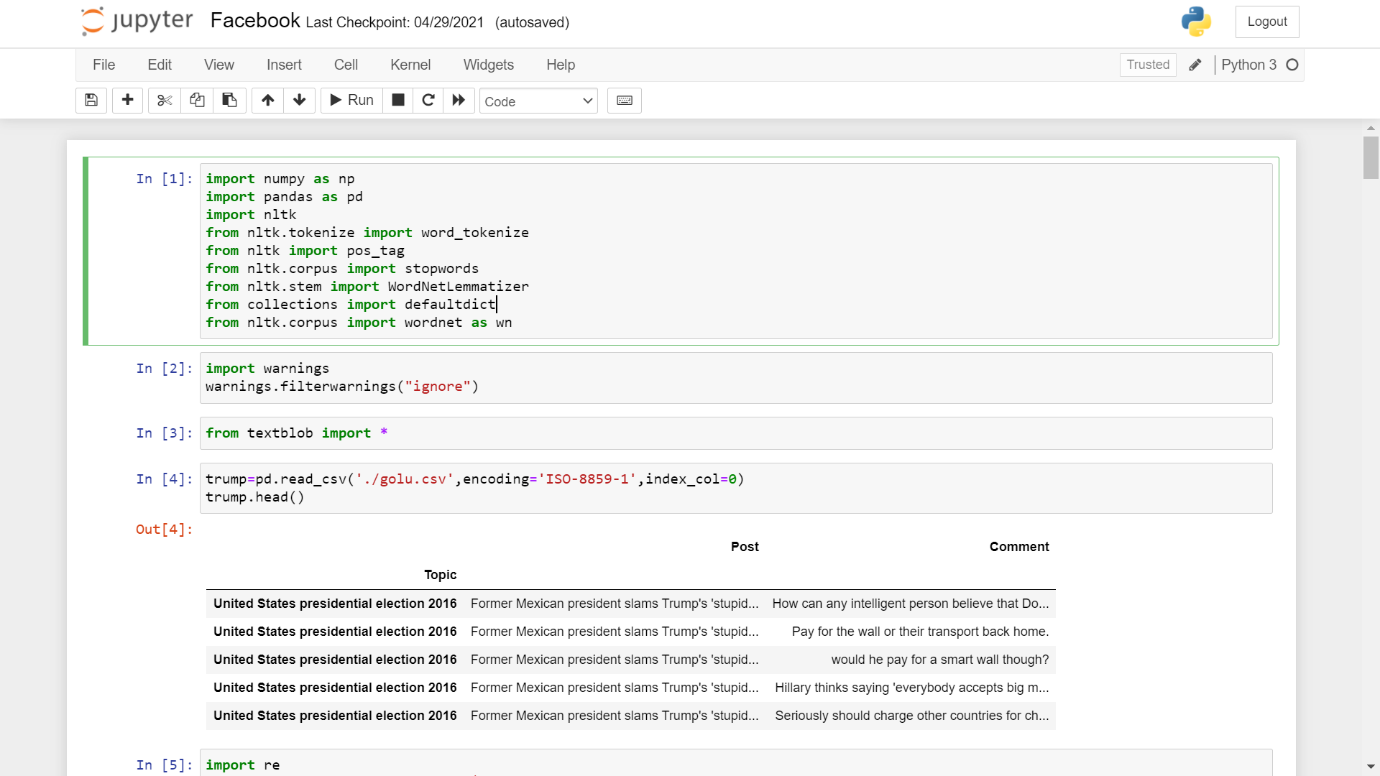 jupyter Facebook Last Checkpoint: 04/29/2021 (autosaved) Logout
File Edit View Insert Cell Kernel Widgets Help Trusted Python 3
Run Code
In [1]: import numpy as np
import pandas as pd
import nltk
from nltk.tokenize import word_tokenize
from nltk import pos_tag
from nltk.corpus import stopwords
from nltk.stem import WordNetLemmatizer
from collections import defaultdict
from nltk.corpus import wordnet as wn
In [2]: import warnings
warnings.filterwarnings("ignore")
In [3]: from textblob import *
In [4]: trump=pd.read_csv('./golu.csv',encoding='ISO-8859-1',index_col=0)
trump.head()
Out[4]:
Post Comment
Topic
United States presidential election 2016 Former Mexican president slams Trump's 'stupid... How can any intelligent person believe that Do...
United States presidential election 2016 Former Mexican president slams Trump's 'stupid... Pay for the wall or their transport back home.
United States presidential election 2016 Former Mexican president slams Trump's 'stupid... would he pay for a smart wall though?
United States presidential election 2016 Former Mexican president slams Trump's 'stupid... Hillary thinks saying 'everybody accepts big m...
United States presidential election 2016 Former Mexican president slams Trump's 'stupid... Seriously should charge other countries for ch...
In [5]: import re